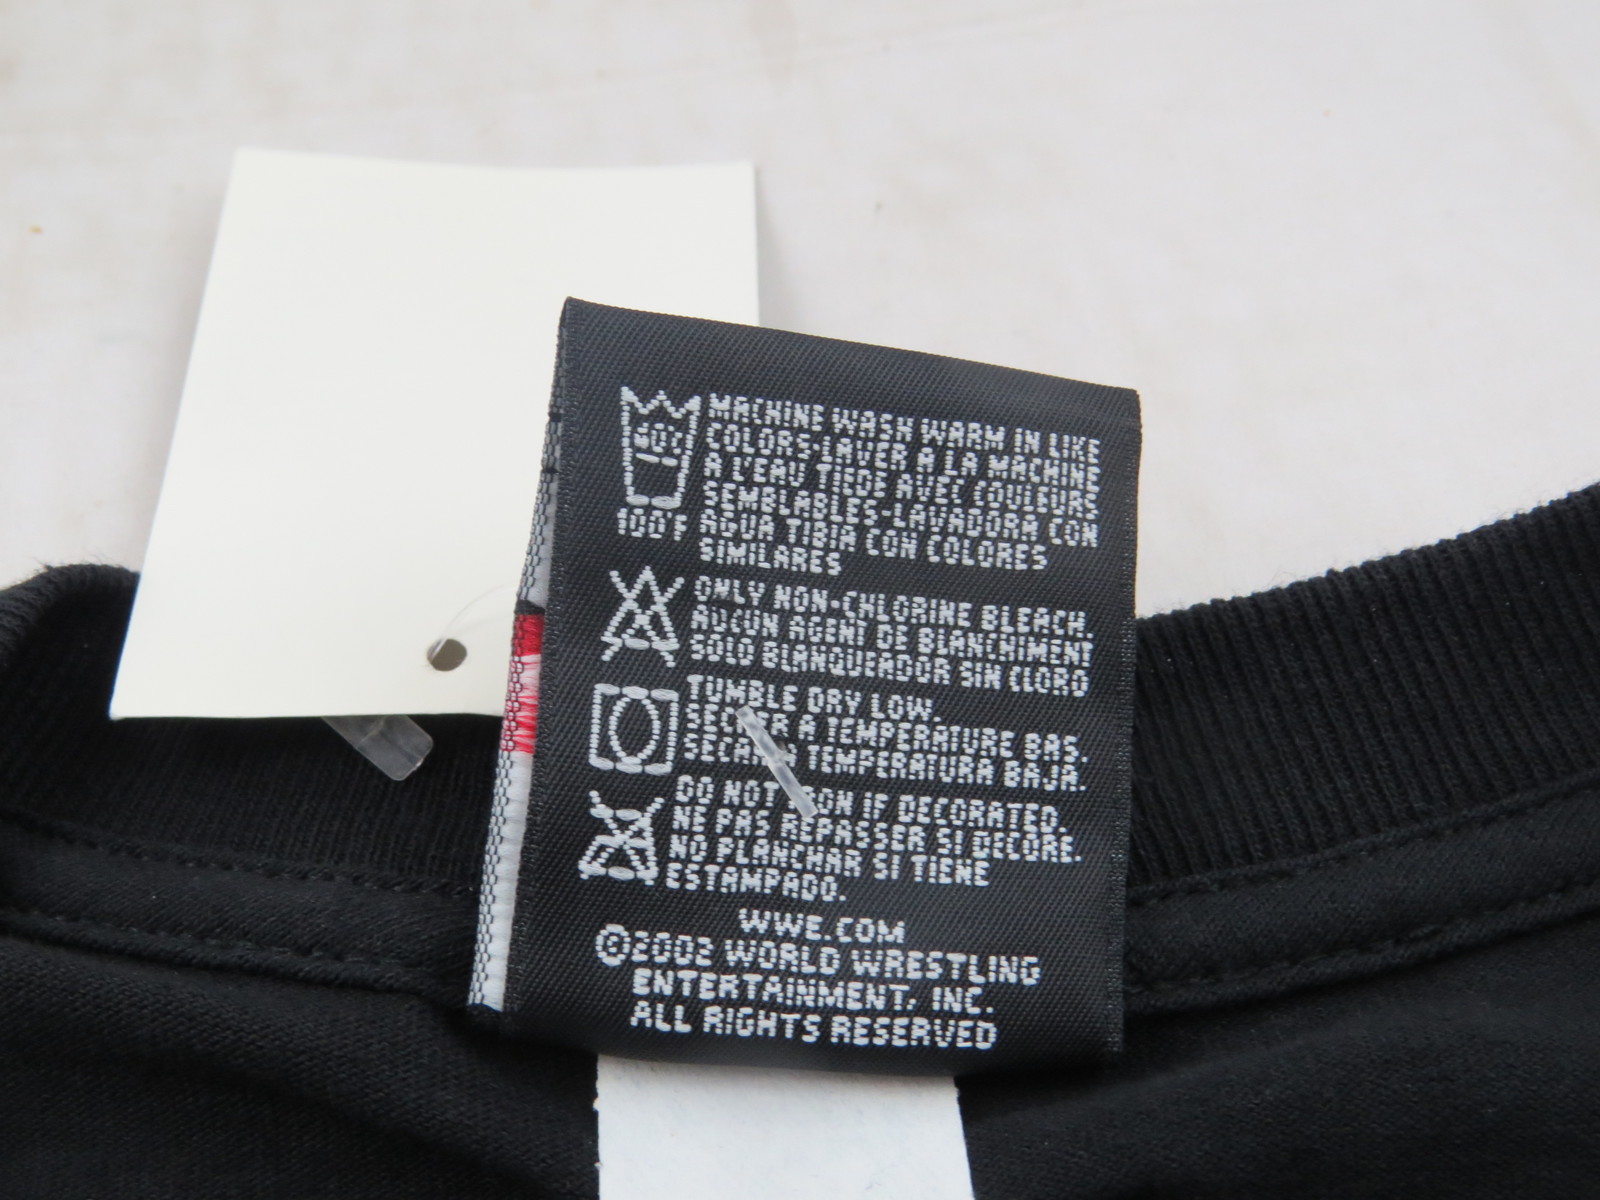 MACHINE WASH WARM IN LIKE
COLORS-LAVER A LA MACHINE
A L'EAU TIEDE AVEC COULEURS
SEMBLABLES-LAVADORA CON
100°F AGUA TIBIA CON COLORES
SIMILARES
ONLY NON-CHLORINE BLEACH.
AUCUN AGENT DE BLANCHIMENT
SOLO BLANQUEADOR SIN CLORO
TUMBLE DRY LOW.
A TEMPERATURE BAS.
TEMPERATURA BAJA.
DO NOT IF DECORATED.
NE PAS REPASSER SI DECORE.
NO PLANCHAR SI TIENE
ESTAMPADO.
WWE.COM
©2002 WORLD WRESTLING
ENTERTAINMENT, INC.
ALL RIGHTS RESERVED